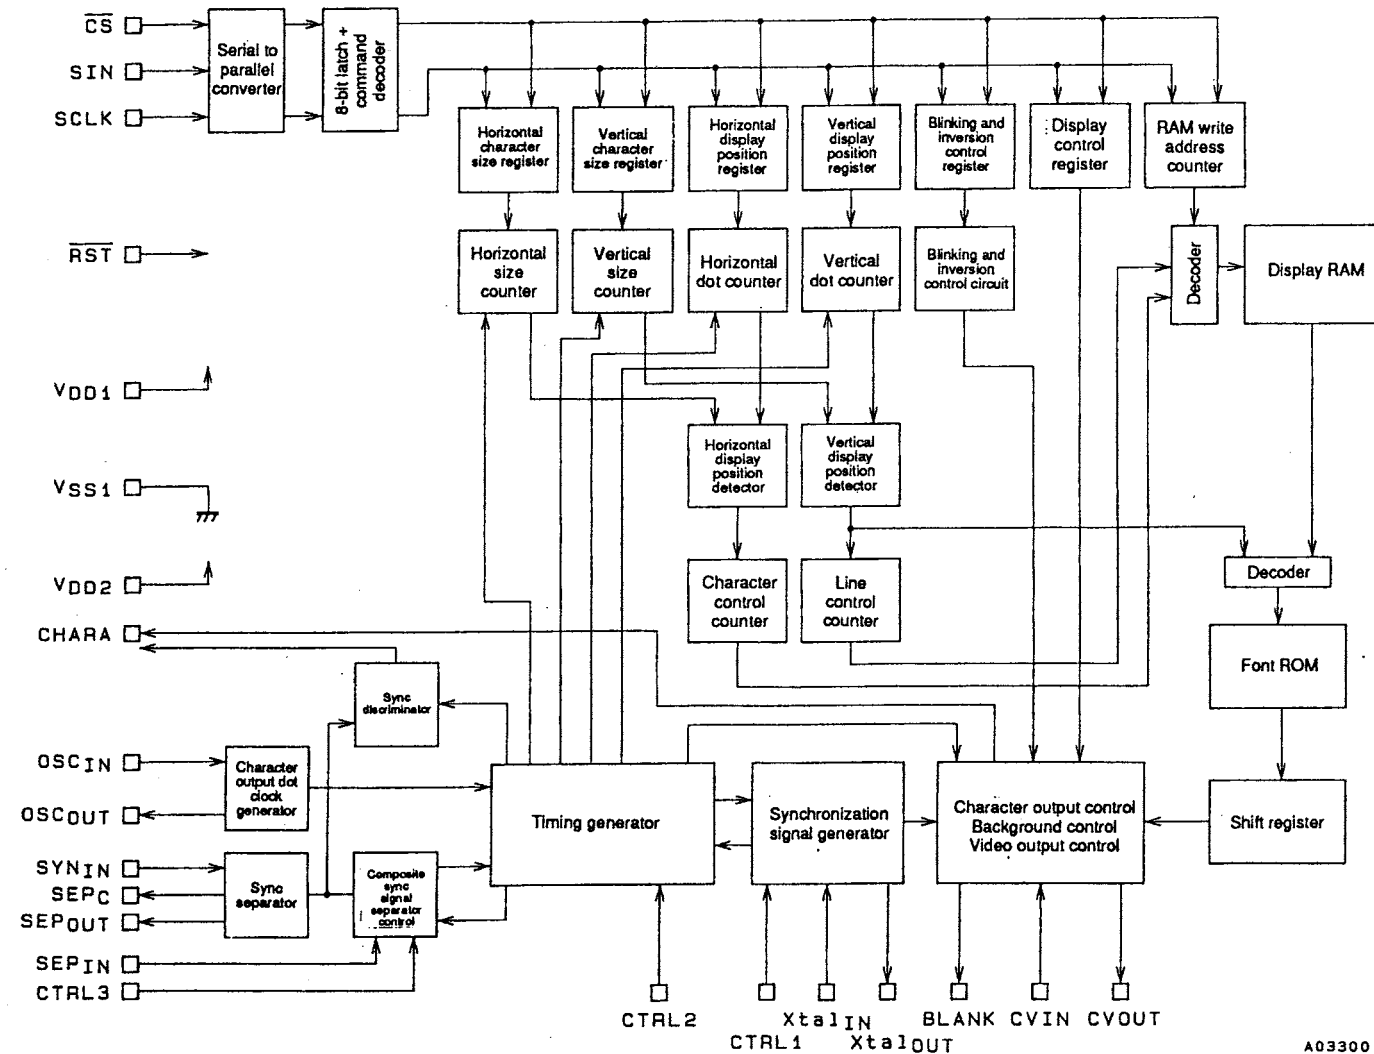 CS
SIN
SCLK
Serial to
parallel
converter
8-bit latch +
command
decoder
Horizontal
character
size register
Vertical
character
size register
Horizontal
display
position
register
Vertical
display
position
register
Blinking and
inversion
control
register
Display
control
register
RAM write
address
counter
RST
Horizontal
size
counter
Vertical
size
counter
Horizontal
dot counter
Vertical
dot counter
Blinking and
inversion
control circuit
Decoder
Display RAM
VDD1
VSS1
VDD2
Horizontal
display
position
detector
Vertical
display
position
detector
Character
control
counter
Line
control
counter
Decoder
Font ROM
CHARA
Sync
discriminator
OSCIN
OSCOUT
Character
output dot
clock
generator
Timing generator
Synchronization
signal generator
Character output control
Background control
Video output control
Shift register
SYNIN
SEPC
SEPOUT
SEPIN
CTRL3
Sync
separator
Composite
sync
signal
separator
control
CTRL2
CTRL1
XtalIN
XtalOUT
BLANK
CVIN
CVOUT
A03300